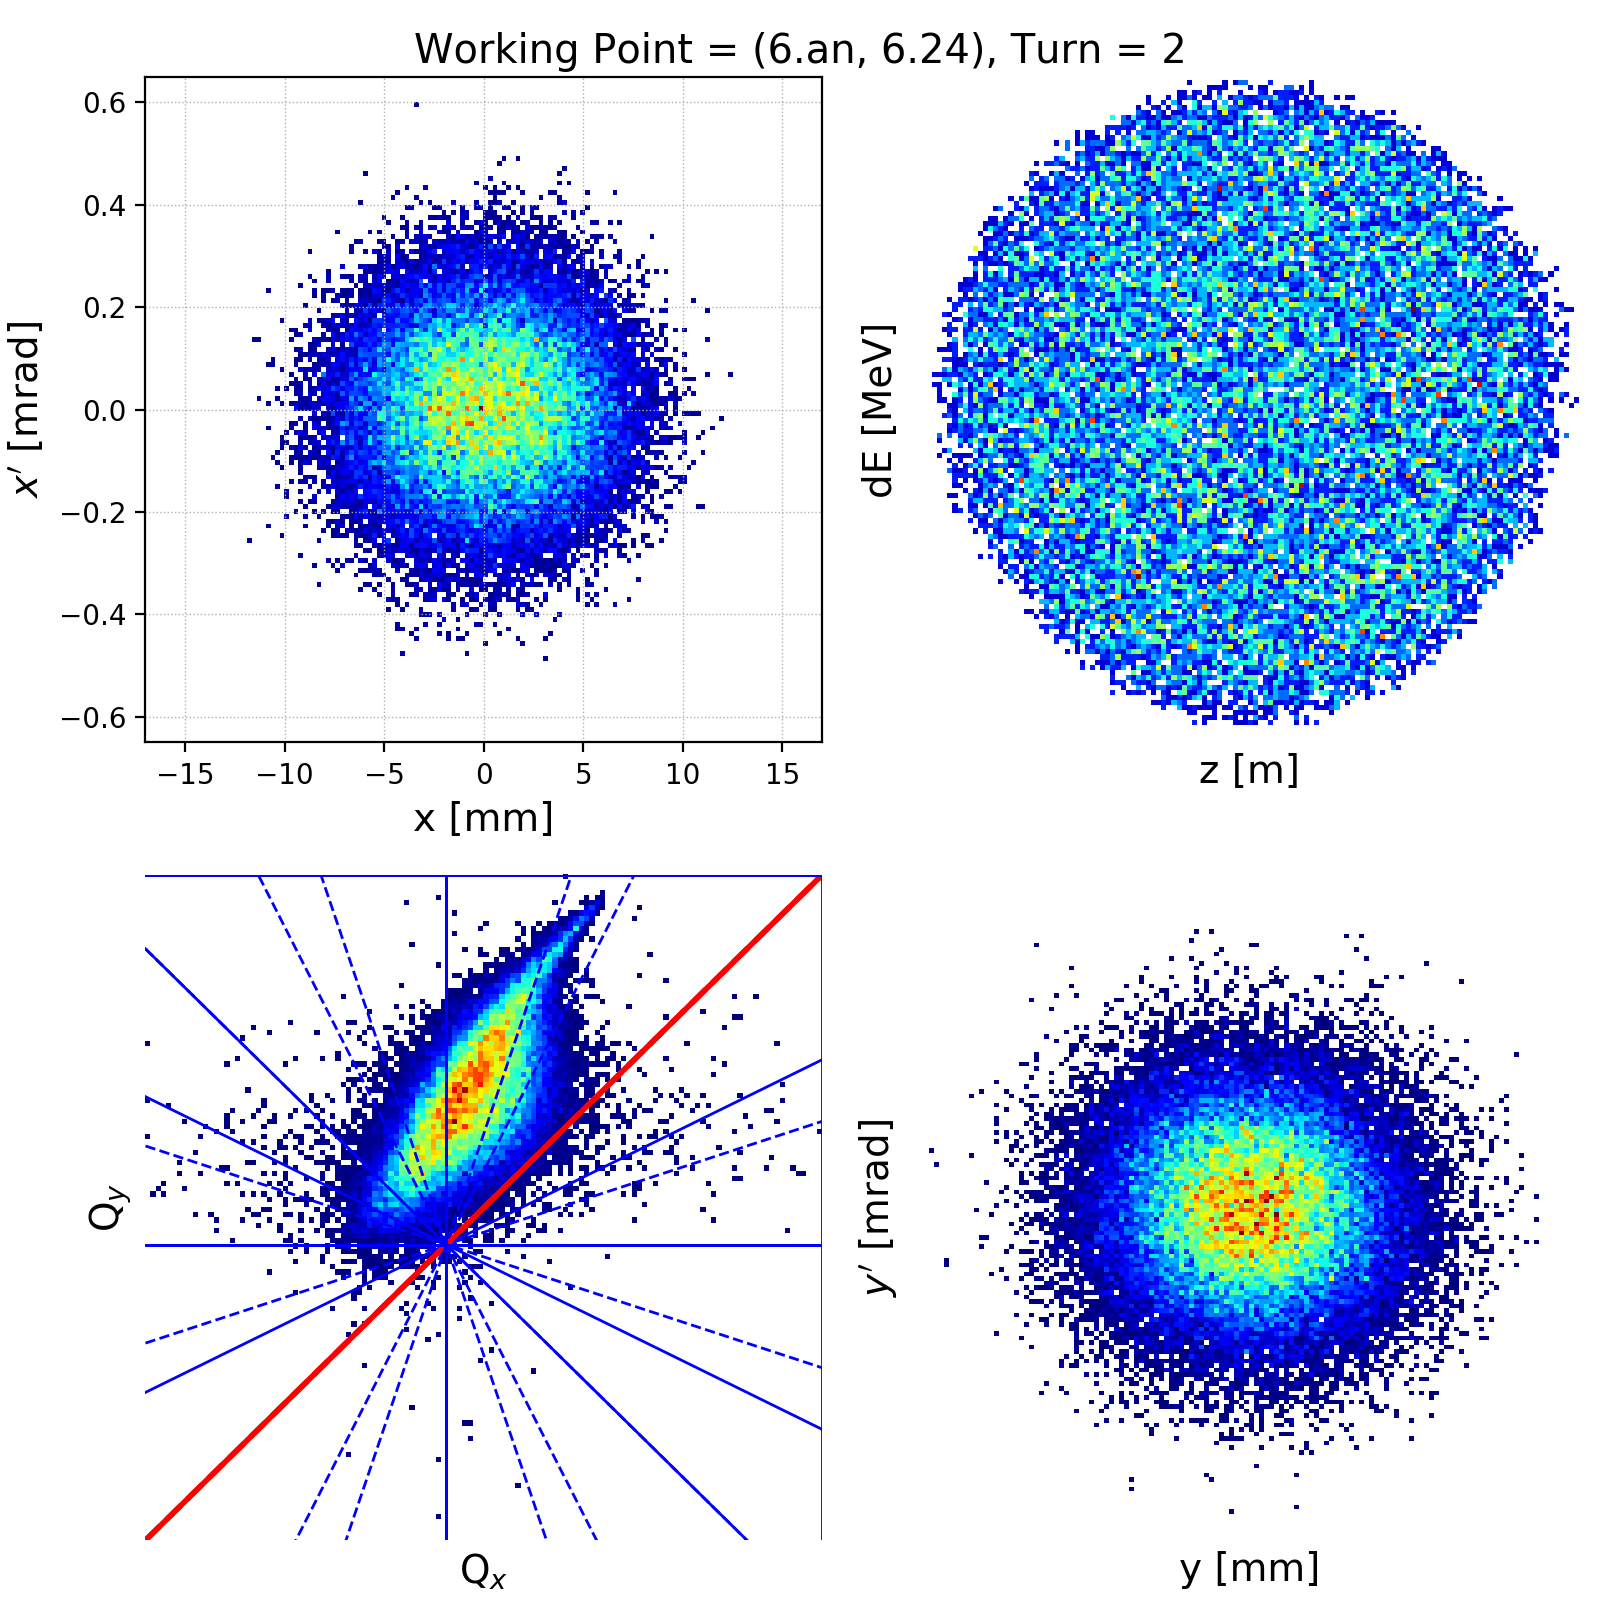 Working Point = (6.an, 6.24), Turn = 2
0.6
0.4
0.2
0.0
−0.2
−0.4
−0.6
x′ [mrad]
−15 −10 −5 0 5 10 15
x [mm]
dE [MeV]
z [m]
Qy
Qx
y′ [mrad]
y [mm]